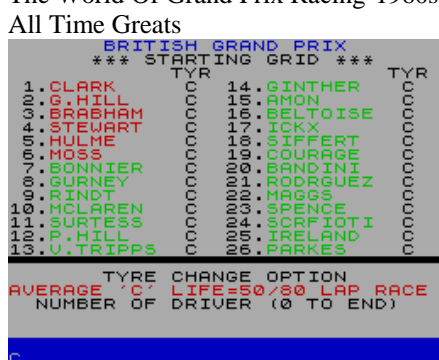 The World Of Grand Prix Racing 1980s
All Time Greats
BRITISH GRAND PRIX
*** STARTING GRID ***
TYR TYR
1.CLARK C 14.GINTHER C
2.G.HILL C 15.AMON C
3.BRABHAM C 16.BELTOISE C
4.STEWART C 17.ICKX C
5.HULME C 18.SIFFERT C
6.MOSS C 19.COURAGE C
7.BONNIER C 20.BANDINI C
8.GURNEY C 21.RODRGUEZ C
9.RINDT C 22.MAGGS C
10.MCLAREN C 23.SPENCE C
11.SURTESS C 24.SCRFIOTI C
12.P.HILL C 25.IRELAND C
13.V.TRIPPS C 26.PARKES C
TYRE CHANGE OPTION
AVERAGE 'C' LIFE=50/80 LAP RACE
NUMBER OF DRIVER (0 TO END)
C